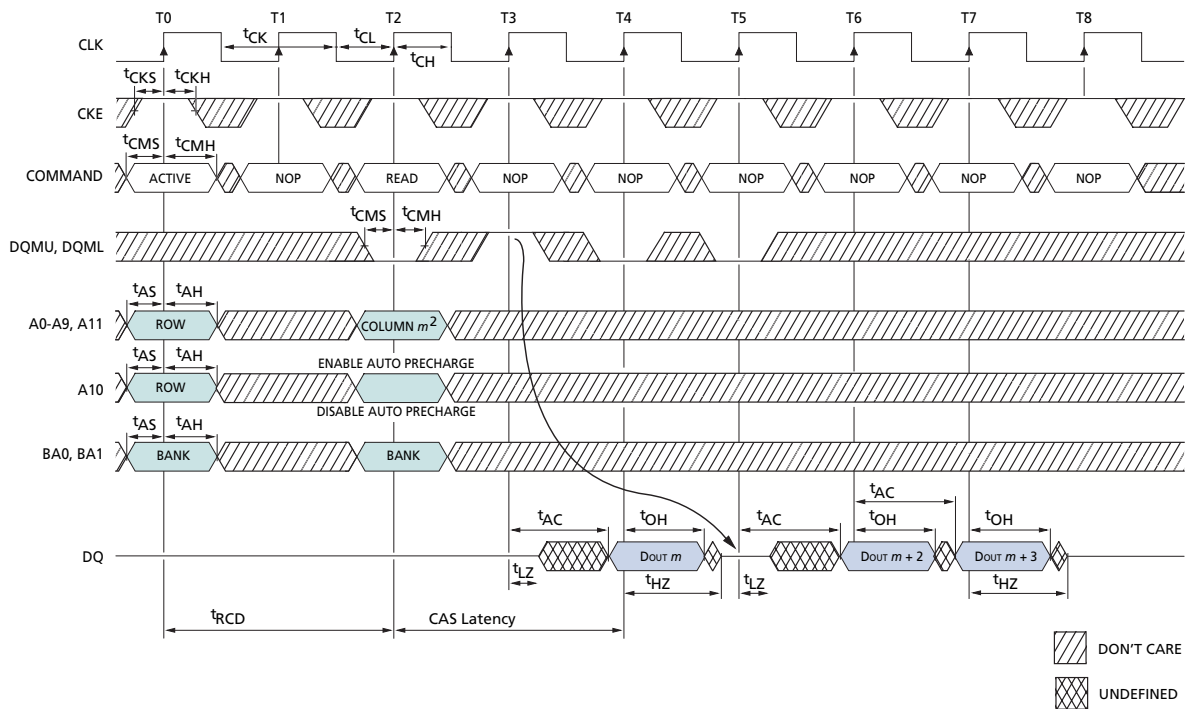 T0 T1 T2 T3 T4 T5 T6 T7 T8
CLK
tCK tCL tCH
tCKS tCKH
CKE
tCMS tCMH
COMMAND ACTIVE NOP READ NOP NOP NOP NOP NOP NOP
tCMS tCMH
DQMU, DQML
tAS tAH
A0-A9, A11 ROW COLUMN m2
tAS tAH ENABLE AUTO PRECHARGE
A10 ROW
DISABLE AUTO PRECHARGE
tAS tAH
BA0, BA1 BANK BANK
tAC
tAC tOH tAC tOH tOH
DQ DOUT m DOUT m + 2 DOUT m + 3
tLZ tHZ tLZ tHZ
tRCD CAS Latency
DON'T CARE
UNDEFINED